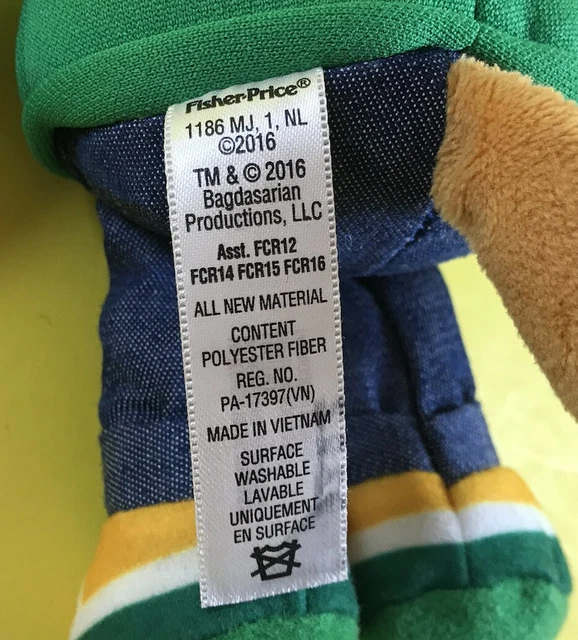 Fisher-Price®
1186 MJ, 1, NL
©2016
TM & © 2016
Bagdasarian
Productions, LLC
Asst. FCR12
FCR14 FCR15 FCR16
ALL NEW MATERIAL
CONTENT
POLYESTER FIBER
REG. NO.
PA-17397(VN)
MADE IN VIETNAM
SURFACE
WASHABLE
LAVABLE
UNIQUEMENT
EN SURFACE